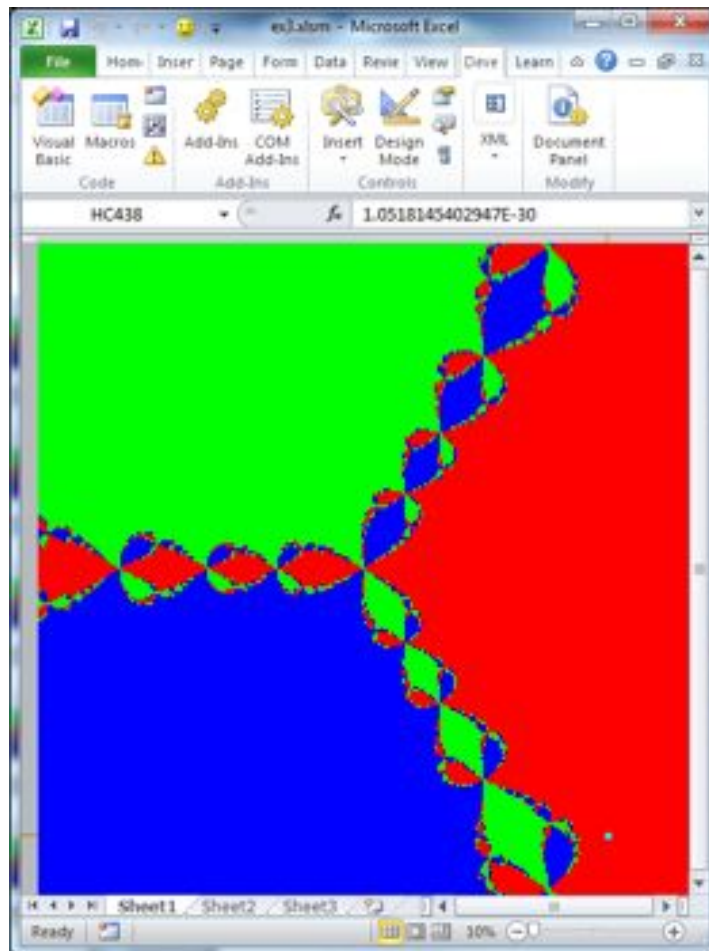 es3.xlsm - Microsoft Excel
File Hom Inser Page Form Data Revie View Deve Learn
Visual Basic
Macros
Add-Ins
COM Add-Ins
Insert
Design Mode
XML
Document Panel
Code Add-Ins Controls Modify
HC438 fx 1.0518145402947E-30
Sheet1 Sheet2 Sheet3
Ready 10%